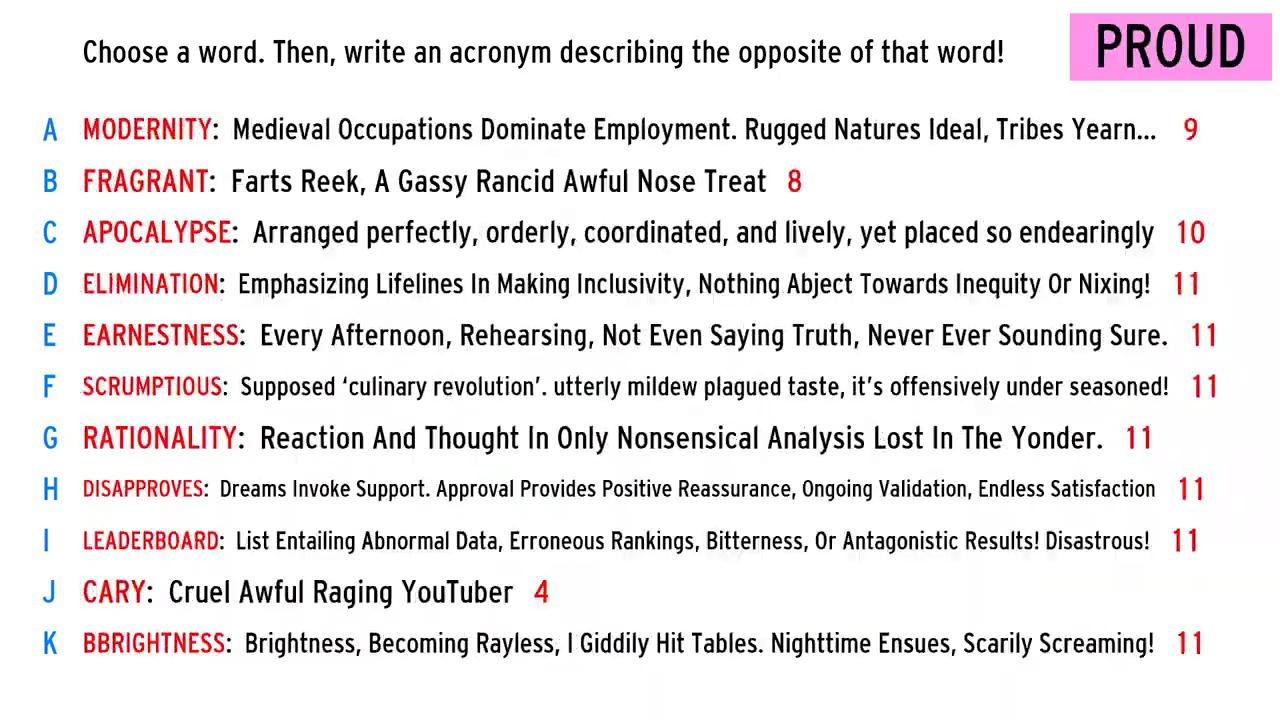 Choose a word. Then, write an acronym describing the opposite of that word!
PROUD
A MODERNITY: Medieval Occupations Dominate Employment. Rugged Natures Ideal, Tribes Yearn... 9
B FRAGRANT: Farts Reek, A Gassy Rancid Awful Nose Treat 8
C APOCALYPSE: Arranged perfectly, orderly, coordinated, and lively, yet placed so endearingly 10
D ELIMINATION: Emphasizing Lifelines In Making Inclusivity, Nothing Abject Towards Inequity Or Nixing! 11
E EARNESTNESS: Every Afternoon, Rehearsing, Not Even Saying Truth, Never Ever Sounding Sure. 11
F SCRUMPTIOUS: Supposed ‘culinary revolution’. utterly mildew plagued taste, it’s offensively under seasoned! 11
G RATIONALITY: Reaction And Thought In Only Nonsensical Analysis Lost In The Yonder. 11
H DISAPPROVES: Dreams Invoke Support. Approval Provides Positive Reassurance, Ongoing Validation, Endless Satisfaction 11
I LEADERBOARD: List Entailing Abnormal Data, Erroneous Rankings, Bitterness, Or Antagonistic Results! Disastrous! 11
J CARY: Cruel Awful Raging YouTuber 4
K BBRIGHTNESS: Brightness, Becoming Rayless, I Giddily Hit Tables. Nighttime Ensues, Scarily Screaming! 11